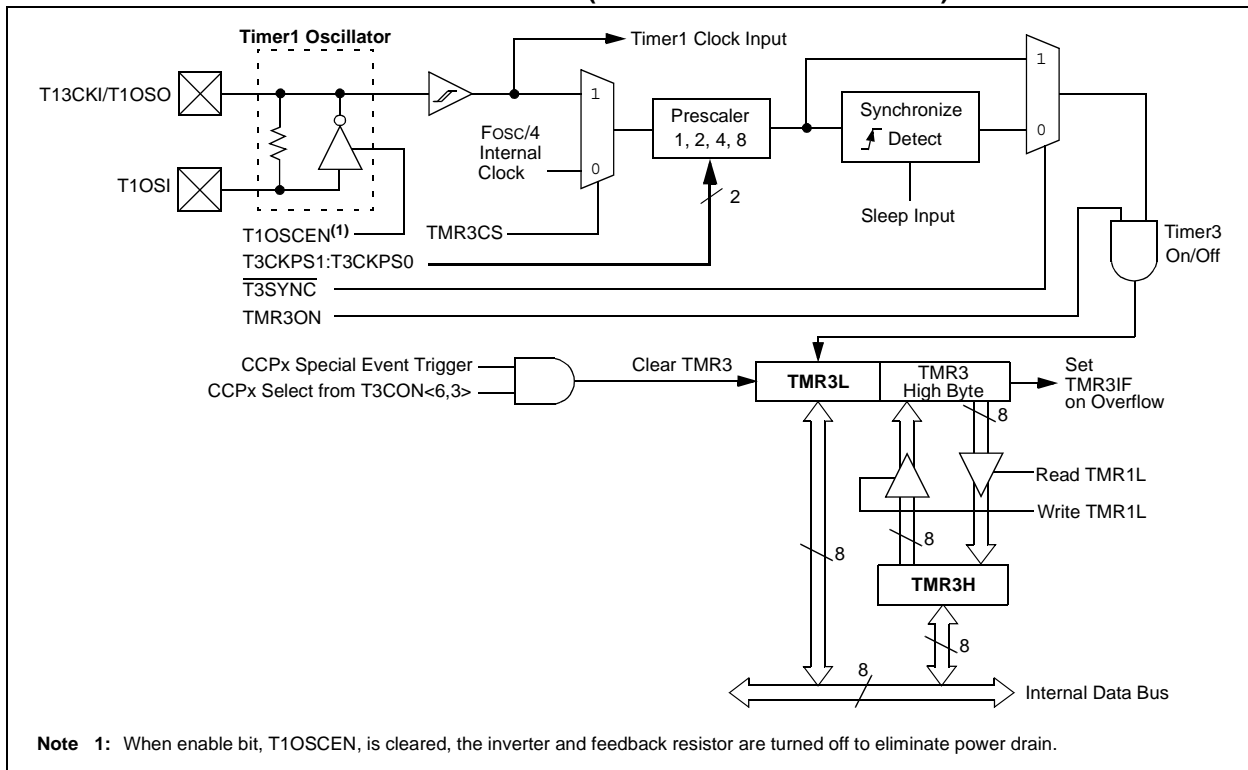 Timer1 Oscillator
Timer1 Clock Input
T13CKI/T1OSO
1
1
FOSC/4
Internal
Clock
0
Prescaler
1, 2, 4, 8
Synchronize
Detect
0
T1OSI
2
Sleep Input
T1OSCEN(1)
TMR3CS
Timer3
On/Off
T3CKPS1:T3CKPS0
T3SYNC
TMR3ON
CCPx Special Event Trigger
CCPx Select from T3CON<6,3>
Clear TMR3
TMR3L
TMR3
High Byte
Set
TMR3IF
on Overflow
8
Read TMR1L
Write TMR1L
8
8
TMR3H
8
8
Internal Data Bus
Note 1: When enable bit, T1OSCEN, is cleared, the inverter and feedback resistor are turned off to eliminate power drain.